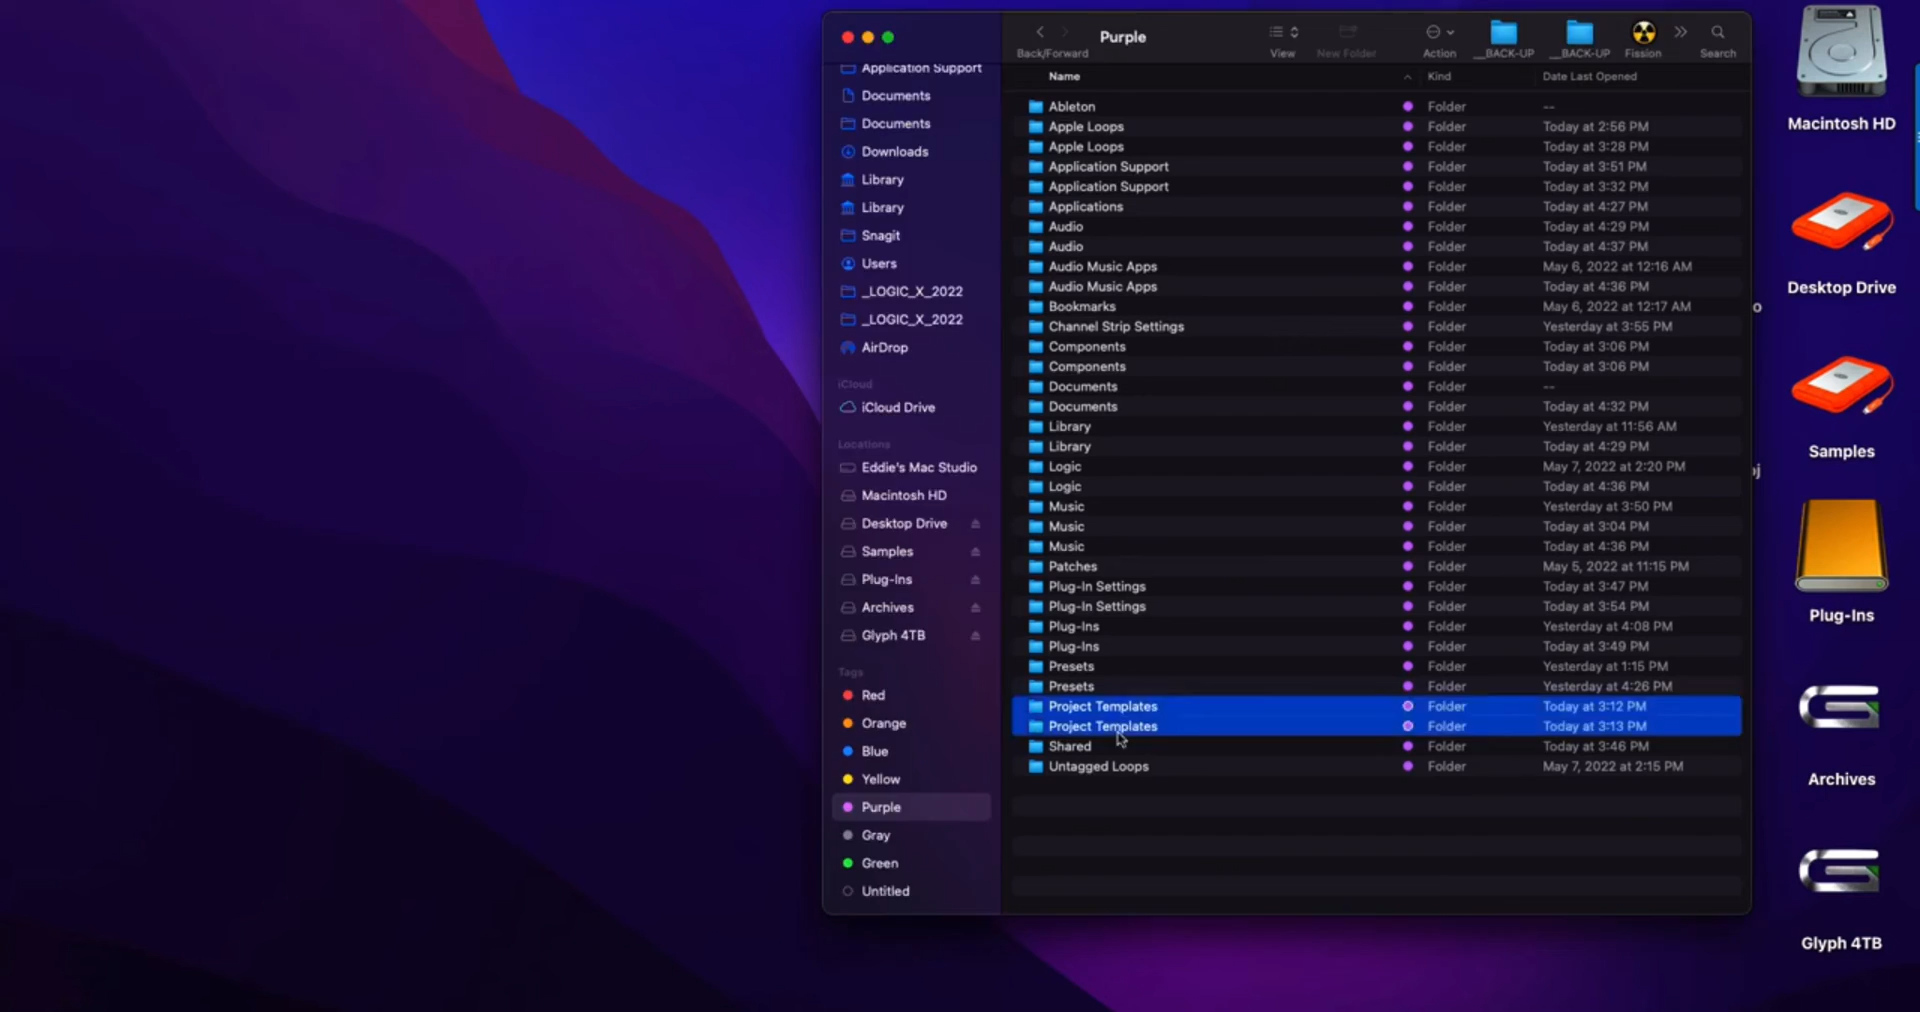 Purple
Back/Forward
View
New Folder
Action
__BACK-UP
__BACK-UP
Fission
Search
Application Support
Documents
Documents
Downloads
Library
Library
Snagit
Users
_LOGIC_X_2022
_LOGIC_X_2022
AirDrop
iCloud
iCloud Drive
Locations
Eddie's Mac Studio
Macintosh HD
Desktop Drive
Samples
Plug-Ins
Archives
Glyph 4TB
Tags
Red
Orange
Blue
Yellow
Purple
Gray
Green
Untitled
Name Kind Date Last Opened
Ableton Folder --
Apple Loops Folder Today at 2:56 PM
Apple Loops Folder Today at 3:28 PM
Application Support Folder Today at 3:51 PM
Application Support Folder Today at 3:32 PM
Applications Folder Today at 4:27 PM
Audio Folder Today at 4:29 PM
Audio Folder Today at 4:37 PM
Audio Music Apps Folder May 6, 2022 at 12:16 AM
Audio Music Apps Folder Today at 4:36 PM
Bookmarks Folder May 6, 2022 at 12:17 AM
Channel Strip Settings Folder Yesterday at 3:55 PM
Components Folder Today at 3:06 PM
Components Folder Today at 3:06 PM
Documents Folder --
Documents Folder Today at 4:32 PM
Library Folder Yesterday at 11:56 AM
Library Folder Today at 4:29 PM
Logic Folder May 7, 2022 at 2:20 PM
Logic Folder Today at 4:36 PM
Music Folder Yesterday at 3:50 PM
Music Folder Today at 3:04 PM
Music Folder Today at 4:36 PM
Patches Folder May 5, 2022 at 11:15 PM
Plug-In Settings Folder Today at 3:47 PM
Plug-In Settings Folder Today at 3:54 PM
Plug-Ins Folder Yesterday at 4:08 PM
Plug-Ins Folder Today at 3:49 PM
Presets Folder Yesterday at 1:15 PM
Presets Folder Yesterday at 4:26 PM
Project Templates Folder Today at 3:12 PM
Project Templates Folder Today at 3:13 PM
Shared Folder Today at 3:46 PM
Untagged Loops Folder May 7, 2022 at 2:15 PM
Macintosh HD
Desktop Drive
Samples
Plug-Ins
Archives
Glyph 4TB